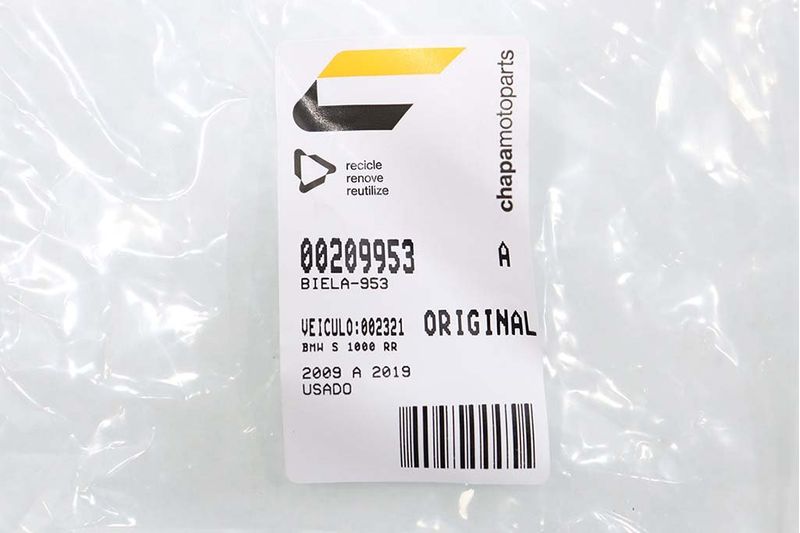 chapamotoparts
recicle
renove
reutilize
00209953 A
BIELA-953
VEICULO:002321 ORIGINAL
BMW S 1000 RR
2009 A 2019
USADO